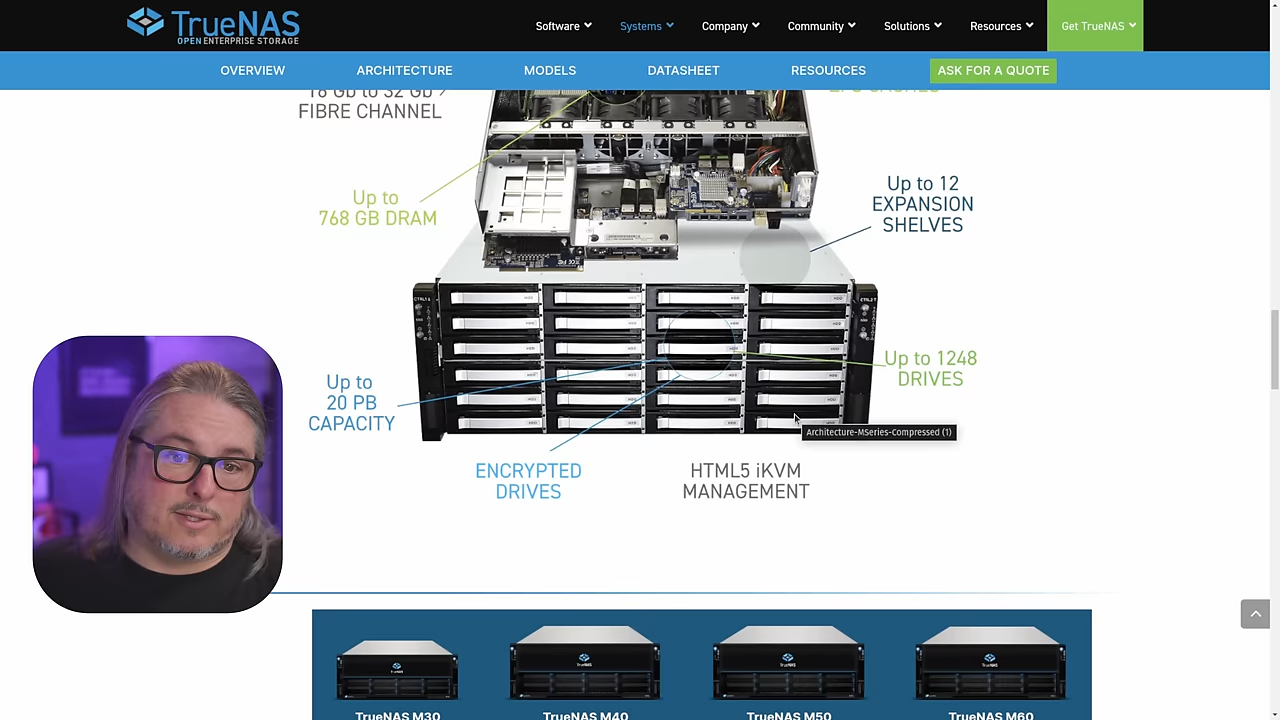 TrueNAS
OPEN ENTERPRISE STORAGE
Software
Systems
Company
Community
Solutions
Resources
Get TrueNAS
OVERVIEW
ARCHITECTURE
MODELS
DATASHEET
RESOURCES
ASK FOR A QUOTE
FIBRE CHANNEL
Up to
768 GB DRAM
Up to 12
EXPANSION
SHELVES
Up to 1248
DRIVES
Up to
20 PB
CAPACITY
Architecture-MSeries-Compressed (1)
ENCRYPTED
DRIVES
HTML5 iKVM
MANAGEMENT
TrueNAS M30
TrueNAS M40
TrueNAS M50
TrueNAS M60